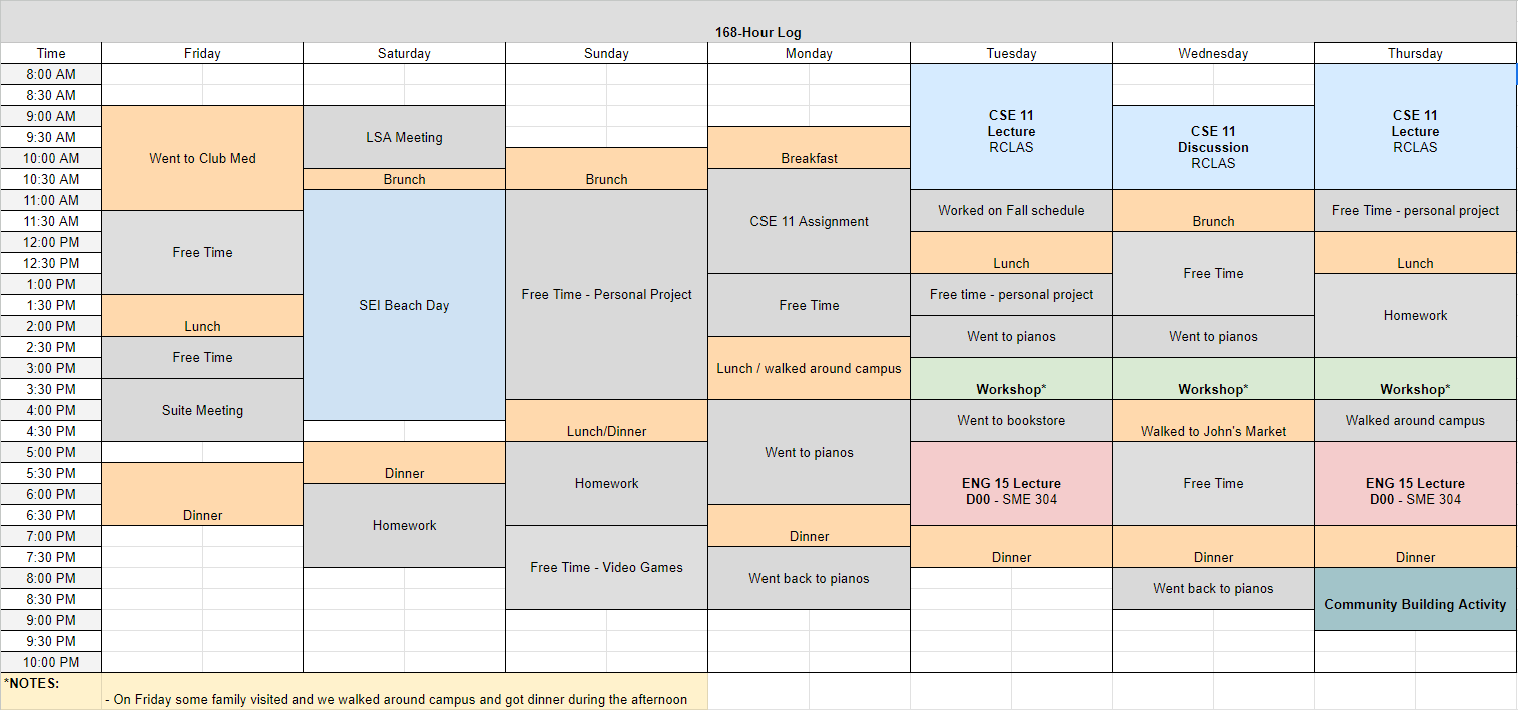 168-Hour Log
Time Friday Saturday Sunday Monday Tuesday Wednesday Thursday
8:00 AM
8:30 AM
9:00 AM
9:30 AM
10:00 AM
10:30 AM
11:00 AM
11:30 AM
12:00 PM
12:30 PM
1:00 PM
1:30 PM
2:00 PM
2:30 PM
3:00 PM
3:30 PM
4:00 PM
4:30 PM
5:00 PM
5:30 PM
6:00 PM
6:30 PM
7:00 PM
7:30 PM
8:00 PM
8:30 PM
9:00 PM
9:30 PM
10:00 PM
Went to Club Med
Free Time
Lunch
Free Time
Suite Meeting
Dinner
LSA Meeting
Brunch
SEI Beach Day
Dinner
Homework
Brunch
Free Time - Personal Project
Lunch/Dinner
Homework
Free Time - Video Games
Breakfast
CSE 11 Assignment
Free Time
Lunch / walked around campus
Went to pianos
Dinner
Went back to pianos
CSE 11
Lecture
RCLAS
Worked on Fall schedule
Lunch
Free time - personal project
Went to pianos
Workshop*
Went to bookstore
ENG 15 Lecture
D00 - SME 304
Dinner
CSE 11
Discussion
RCLAS
Brunch
Free Time
Went to pianos
Workshop*
Walked to John's Market
Free Time
Dinner
Went back to pianos
CSE 11
Lecture
RCLAS
Free Time - personal project
Lunch
Homework
Workshop*
Walked around campus
ENG 15 Lecture
D00 - SME 304
Dinner
Community Building Activity
*NOTES:
- On Friday some family visited and we walked around campus and got dinner during the afternoon